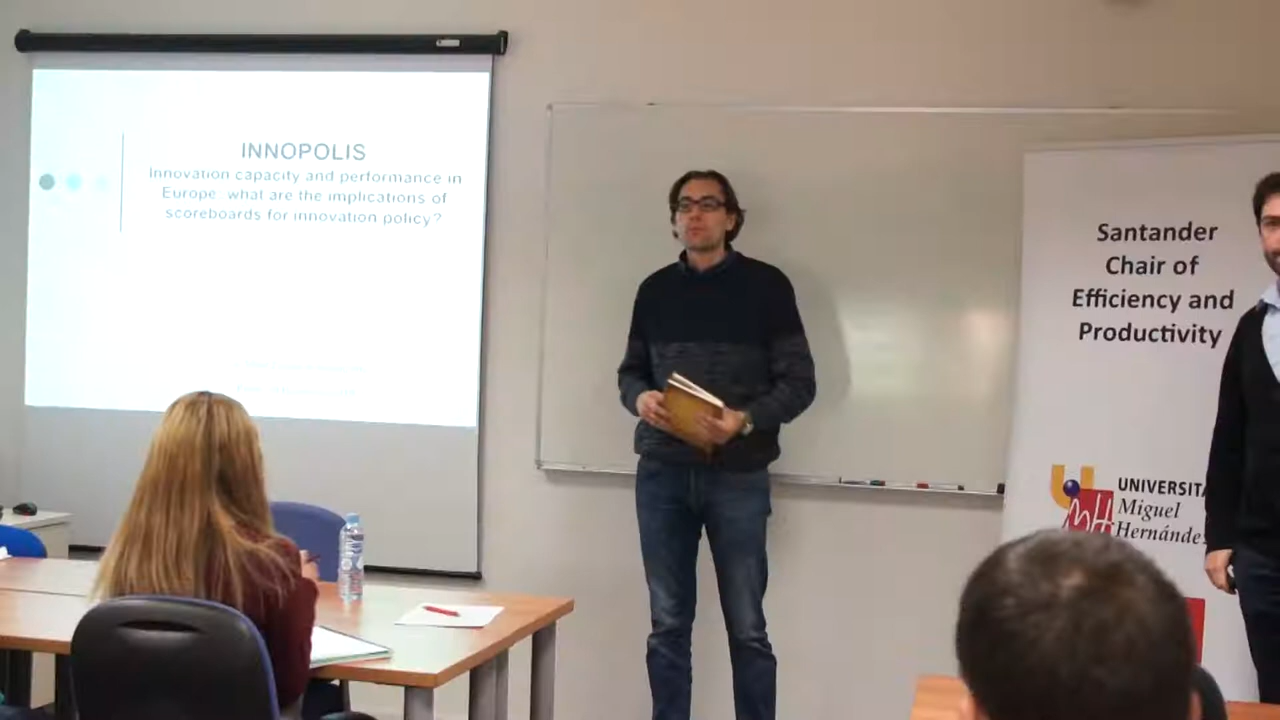 INNOPOLIS
Innovation capacity and performance in
Europe: what are the implications of
scoreboards for innovation policy?
Santander
Chair of
Efficiency and
Productivity
UNIVERSITA
Miguel
Hernánde